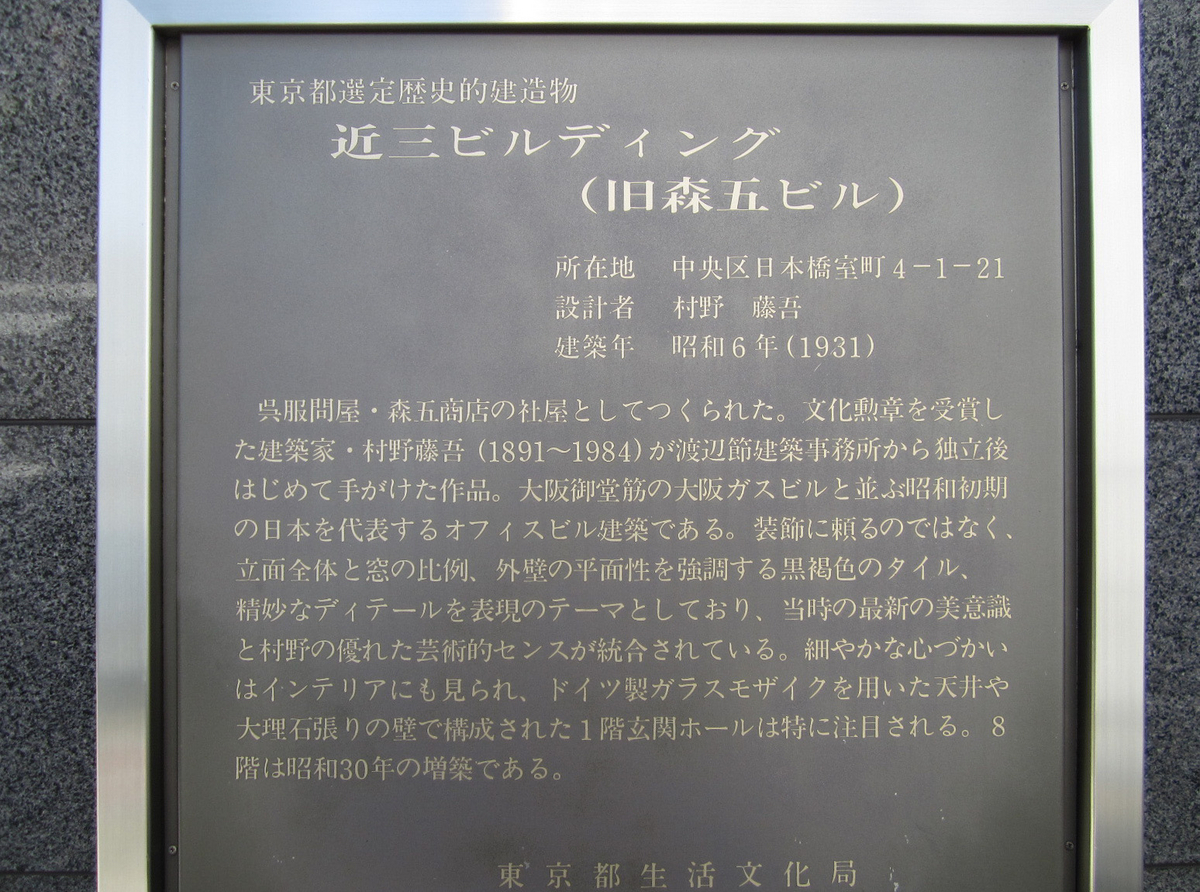 東京都選定歴史的建造物
近三ビルディング
（旧森五ビル）
所在地　中央区日本橋室町4－1－21
設計者　村野　藤吾
建築年　昭和6年(1931)
呉服問屋・森五商店の社屋としてつくられた。文化勲章を受賞し
た建築家・村野藤吾（1891～1984）が渡辺節建築事務所から独立後
はじめて手がけた作品。大阪御堂筋の大阪ガスビルと並ぶ昭和初期
の日本を代表するオフィスビル建築である。装飾に頼るのではなく、
立面全体と窓の比例、外壁の平面性を強調する黒褐色のタイル、
精妙なディテールを表現のテーマとしており、当時の最新の美意識
と村野の優れた芸術的センスが統合されている。細やかな心づかい
はインテリアにも見られ、ドイツ製ガラスモザイクを用いた天井や
大理石張りの壁で構成された1階玄関ホールは特に注目される。8
階は昭和30年の増築である。
東京都生活文化局